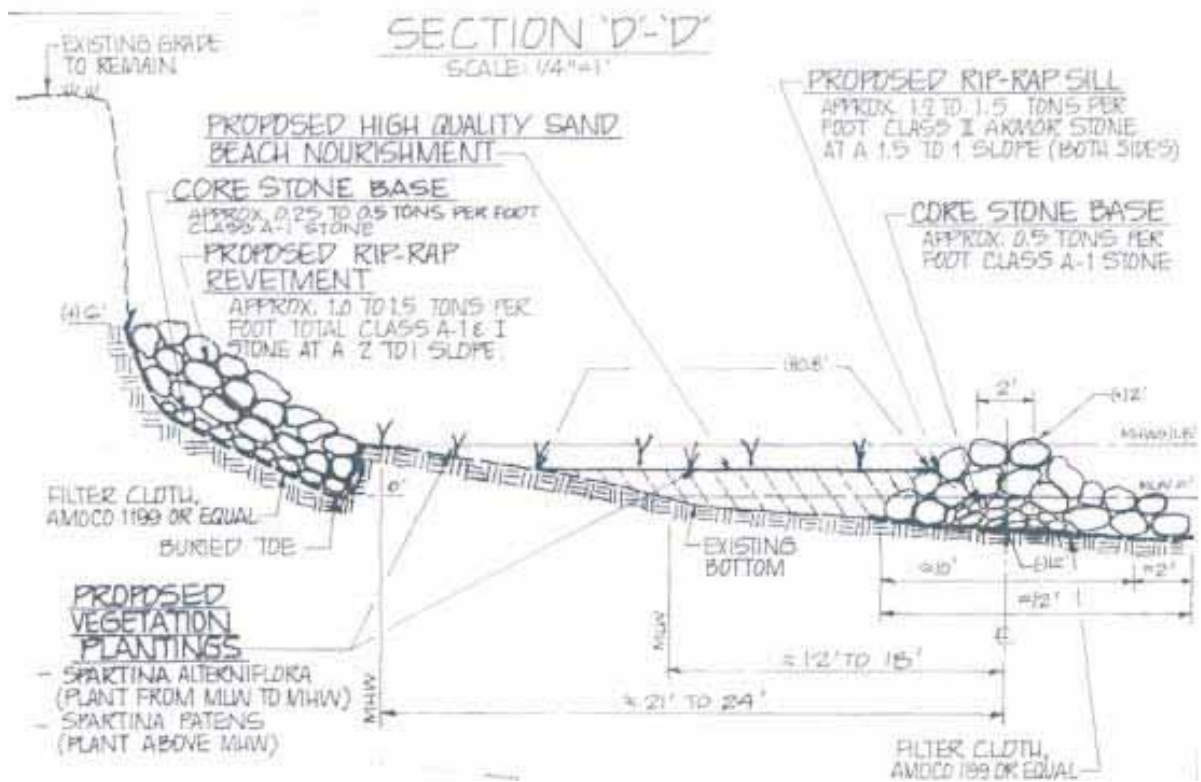 SECTION 'D'-'D'
SCALE: 1/4"=1'
EXISTING GRADE
TO REMAIN
PROPOSED HIGH QUALITY SAND
BEACH NOURISHMENT
CORE STONE BASE
APPROX. 0.25 TO 0.5 TONS PER FOOT
CLASS A-1 STONE
PROPOSED RIP-RAP
REVETMENT
APPROX. 1.0 TO 1.5 TONS PER
FOOT TOTAL CLASS A-1 & I
STONE AT A 2 TO 1 SLOPE
PROPOSED RIP-RAP SILL
APPROX. 1.2 TO 1.5 TONS PER
FOOT CLASS II ARMOR STONE
AT A 1.5 TO 1 SLOPE (BOTH SIDES)
CORE STONE BASE
APPROX. 0.5 TONS PER
FOOT CLASS A-1 STONE
(+)6'
(+)0.8'
2'
(+)2'
0'
FILTER CLOTH,
AMOCO 1199 OR EQUAL
BURIED TOE
EXISTING
BOTTOM
≈10'
≈2'
≈12'
PROPOSED
VEGETATION
PLANTINGS
- SPARTINA ALTERNIFLORA
(PLANT FROM MLW TO MHW)
- SPARTINA PATENS
(PLANT ABOVE MHW)
MHW
MLW
≈ 12' TO 18'
≈ 21' TO 24'
FILTER CLOTH,
AMOCO 1199 OR EQUAL